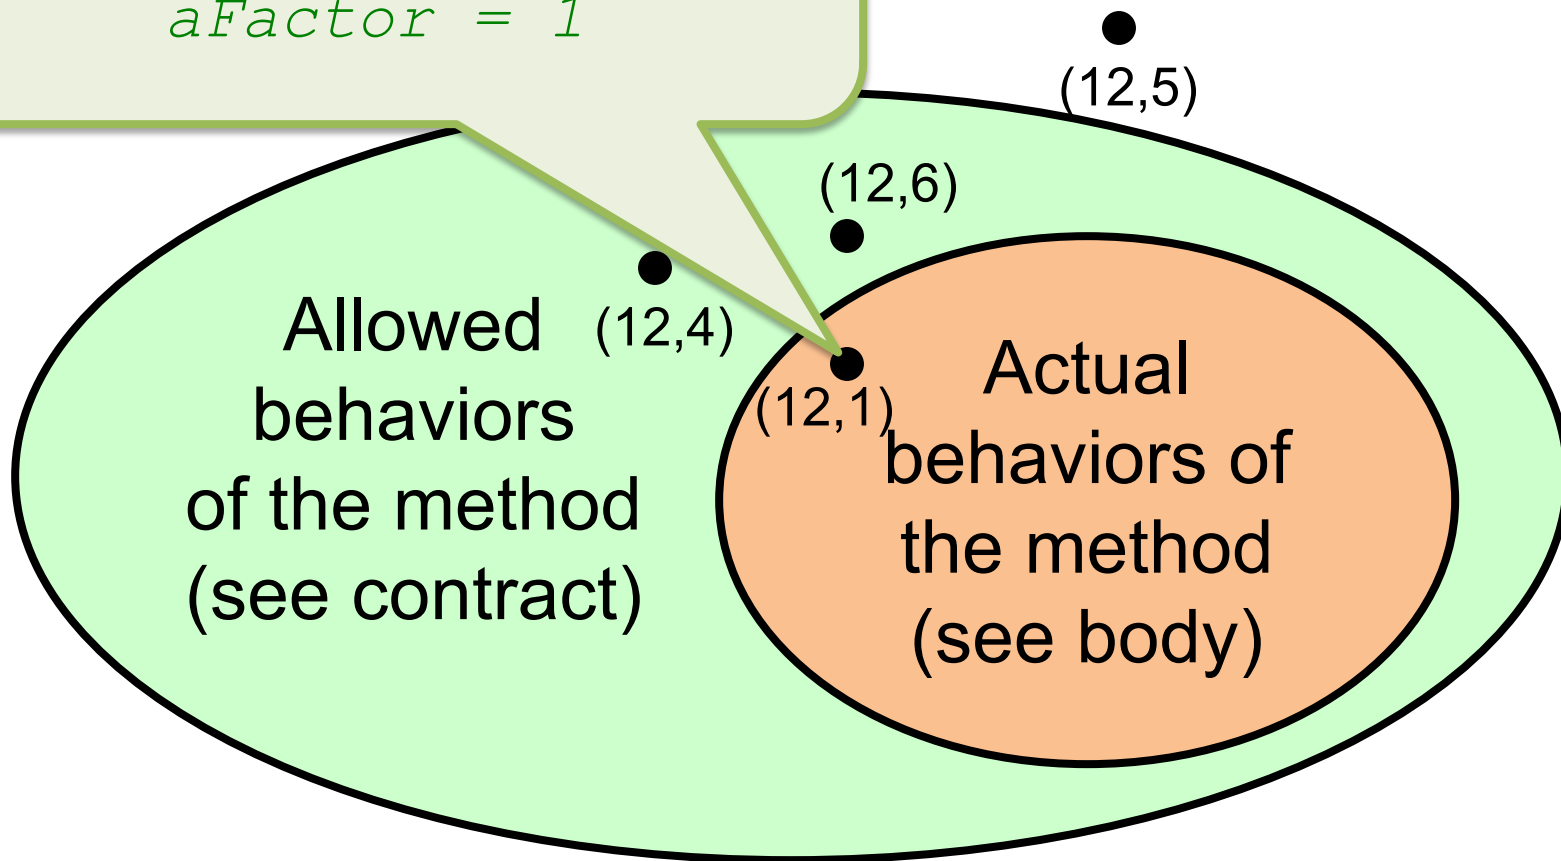 aFactor = 1
(12,5)
(12,6)
(12,4)
(12,1)
Allowed
behaviors
of the method
(see contract)
Actual
behaviors of
the method
(see body)